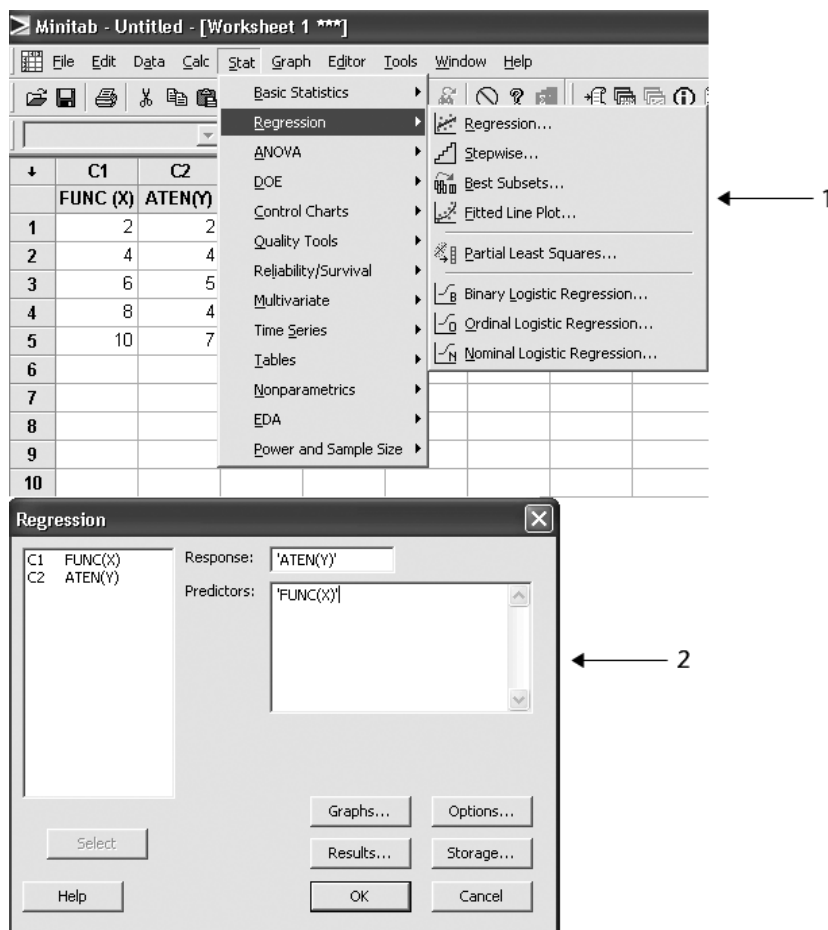 Minitab - Untitled - [Worksheet 1 ***]
File Edit Data Calc Stat Graph Editor Tools Window Help
Basic Statistics
Regression
ANOVA
DOE
Control Charts
Quality Tools
Reliability/Survival
Multivariate
Time Series
Tables
Nonparametrics
EDA
Power and Sample Size
Regression...
Stepwise...
Best Subsets...
Fitted Line Plot...
Partial Least Squares...
Binary Logistic Regression...
Ordinal Logistic Regression...
Nominal Logistic Regression...
1
C1 C2
FUNC (X) ATEN(Y)
1 2 2
2 4 4
3 6 5
4 8 4
5 10 7
6
7
8
9
10
Regression
C1 FUNC(X)
C2 ATEN(Y)
Response: 'ATEN(Y)'
Predictors: 'FUNC(X)'
2
Graphs... Options...
Select
Results... Storage...
Help OK Cancel